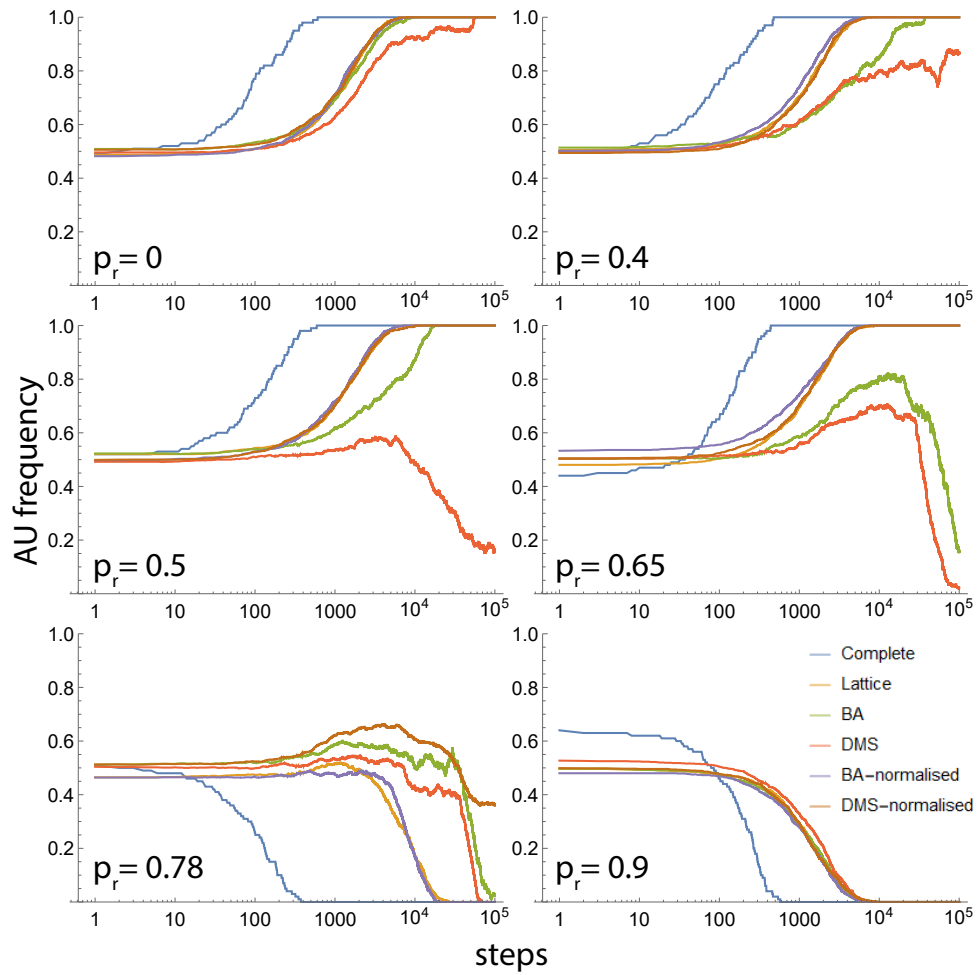 1.0
0.8
0.6
0.4
0.2
p_r = 0
1 10 100 1000 10^4 10^5
1.0
0.8
0.6
0.4
0.2
p_r = 0.4
1 10 100 1000 10^4 10^5
1.0
0.8
0.6
0.4
0.2
p_r = 0.5
1 10 100 1000 10^4 10^5
1.0
0.8
0.6
0.4
0.2
p_r = 0.65
1 10 100 1000 10^4 10^5
AU frequency
1.0
0.8
0.6
0.4
0.2
p_r = 0.78
1 10 100 1000 10^4 10^5
1.0
0.8
0.6
0.4
0.2
p_r = 0.9
Complete
Lattice
BA
DMS
BA–normalised
DMS–normalised
1 10 100 1000 10^4 10^5
steps